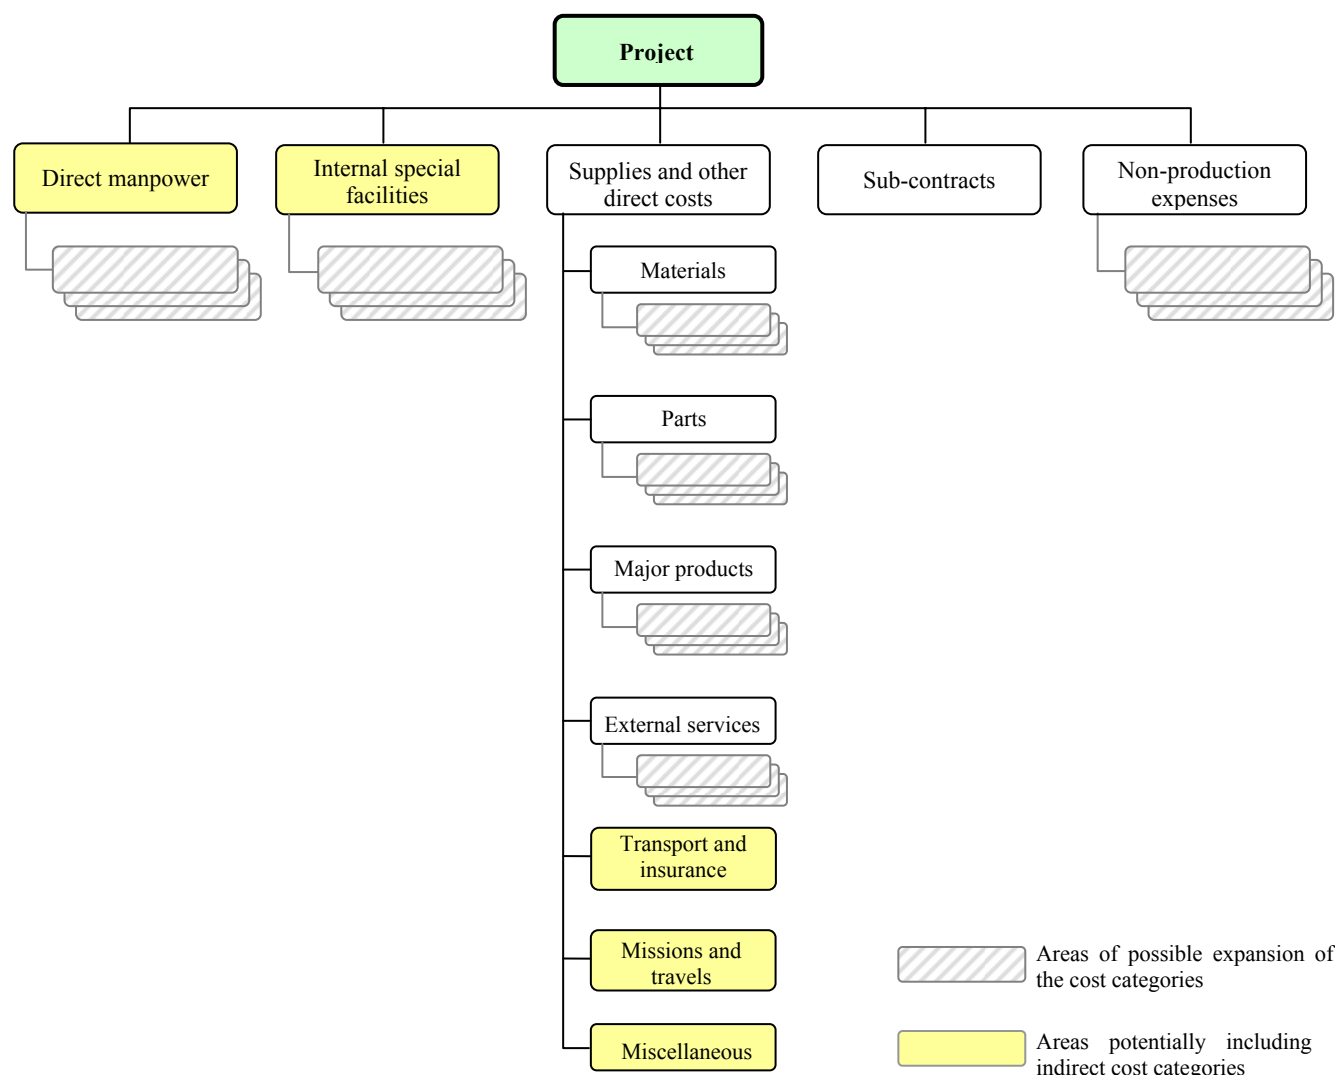 Project
Direct manpower
Internal special
facilities
Supplies and other
direct costs
Sub-contracts
Non-production
expenses
Materials
Parts
Major products
External services
Transport and
insurance
Missions and
travels
Miscellaneous
Areas of possible expansion of
the cost categories
Areas potentially including
indirect cost categories